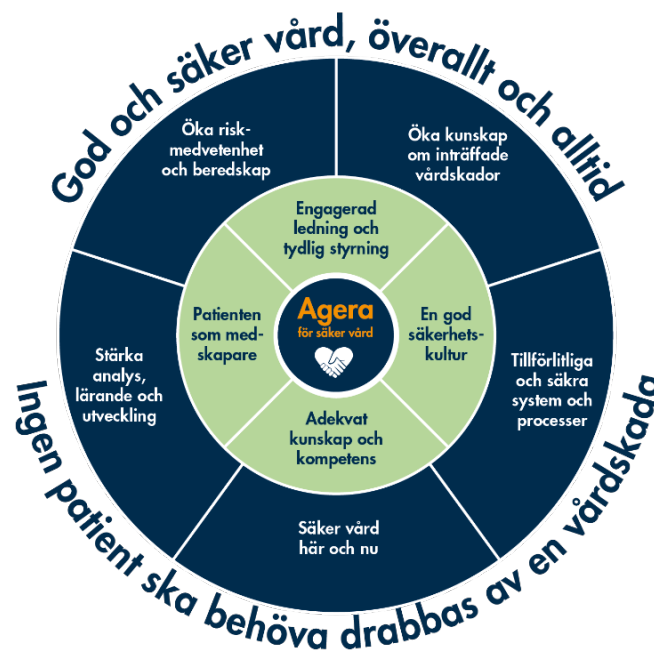 God och säker vård, överallt och alltid
Öka risk-
medvetenhet
och beredskap
Öka kunskap
om inträffade
vårdskador
Engagerad
ledning och
tydlig styrning
Patienten
som med-
skapare
Agera
för säker vård
En god
säkerhets-
kultur
Stärka
analys,
lärande och
utveckling
Tillförlitliga
och säkra
system och
processer
Adekvat
kunskap och
kompetens
Säker vård
här och nu
Ingen patient ska behöva drabbas av en vårdskada